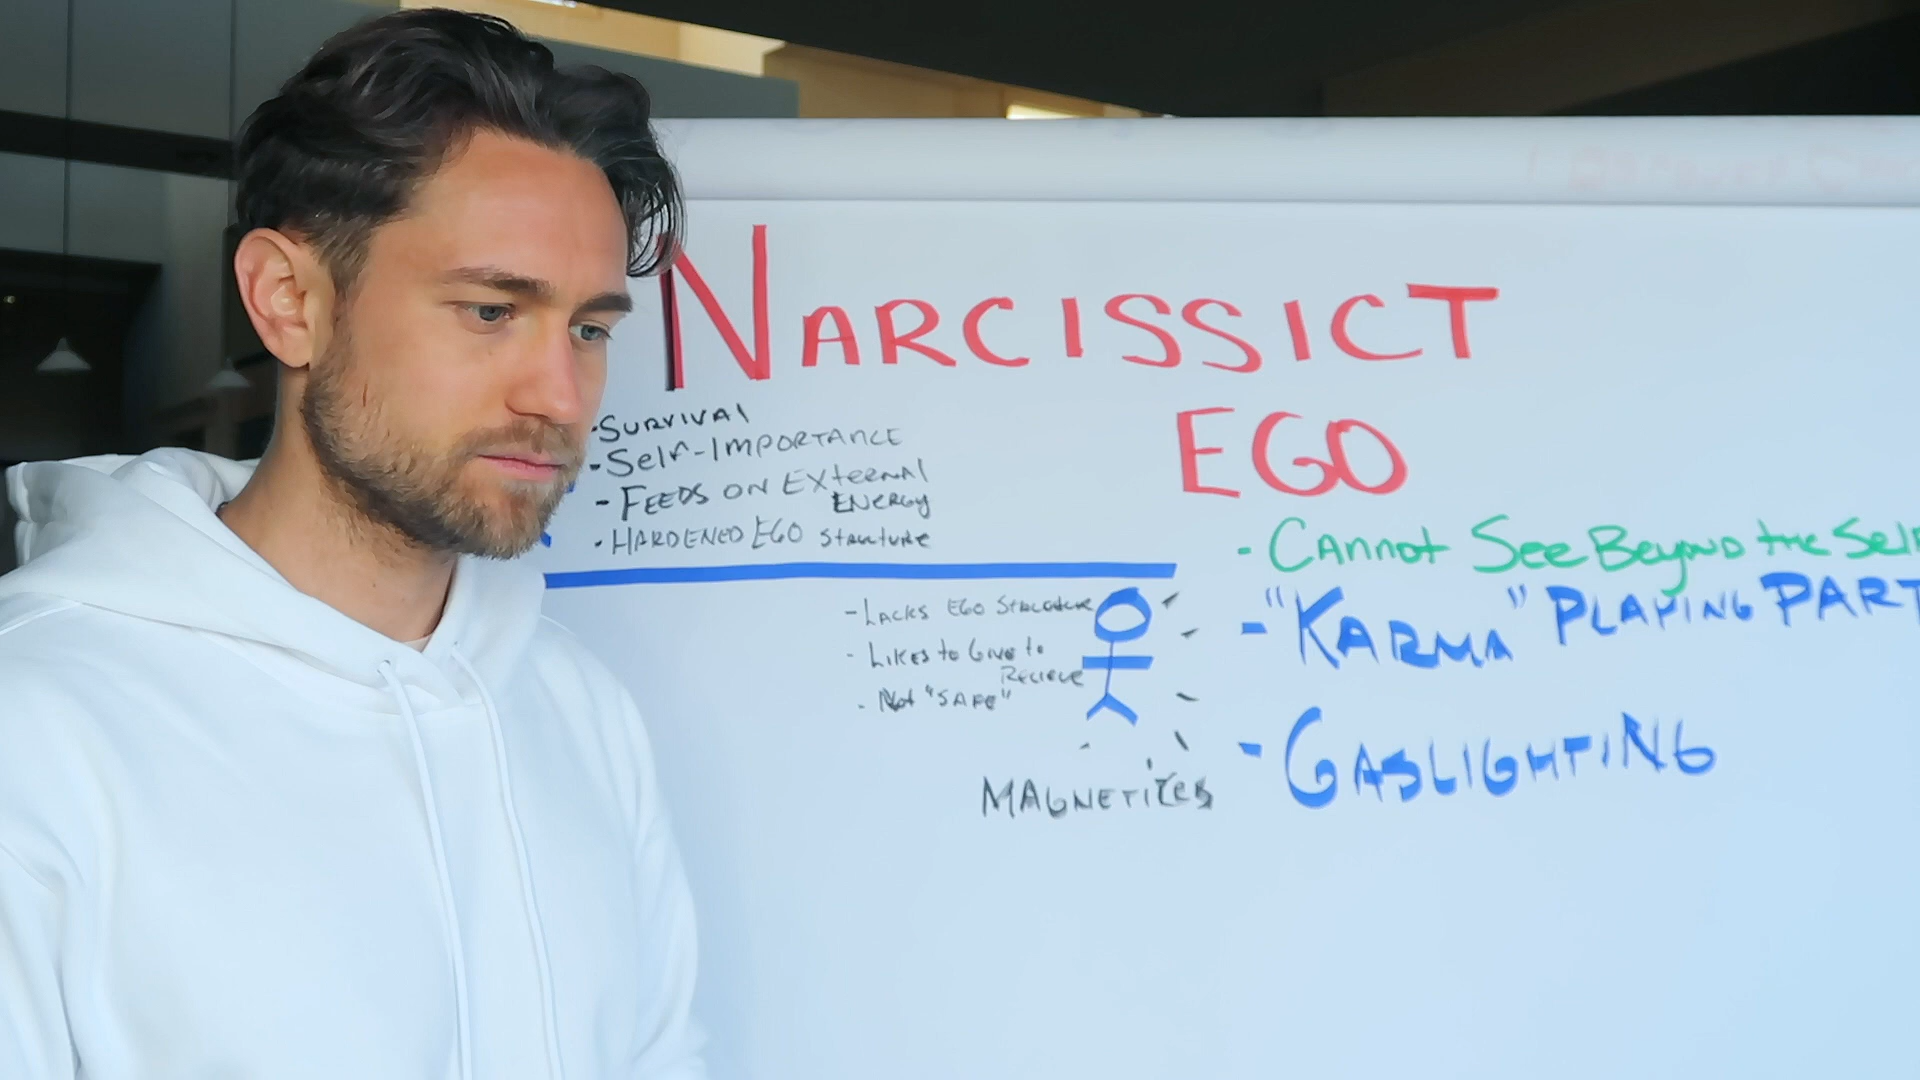 NARCISSICT
EGO
-SURVIVAL
-Self-IMPORTANCE
-FEEDS ON EXternal
ENERGY
-HARDENED EGO Structure
-Cannot See Beyond the Self
-"KARMA" PLAYING PART
-GASLIGHTING
-LACKS EGO Structure
-Likes to Give to
Recieve
-Not "SAFE"
MAGNETIZES